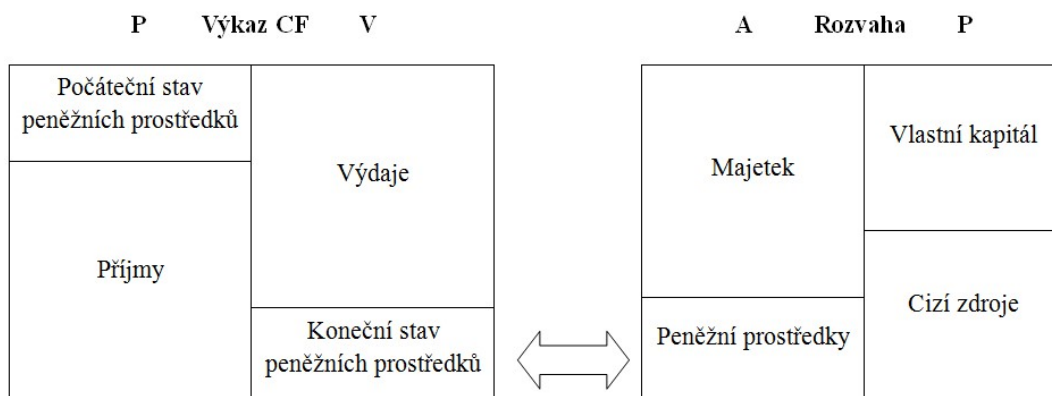 P Výkaz CF V
Počáteční stav
peněžních prostředků
Příjmy
Výdaje
Koneční stav
peněžních prostředků
A Rozvaha P
Majetek
Peněžní prostředky
Vlastní kapitál
Cizí zdroje